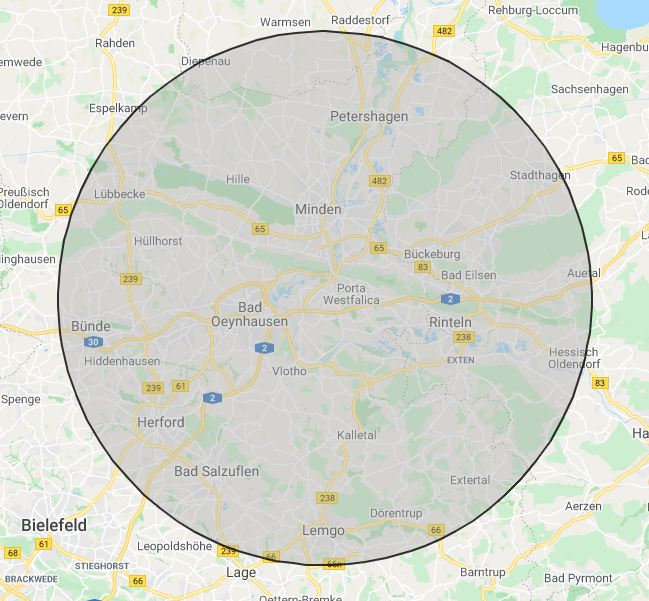 239
Warmsen
Raddestorf
Rehburg-Loccum
482
Rahden
Hagenbu
Diepenau
emwede
Sachsenhagen
Espelkamp
evern
Petershagen
65
Bad
Stadthagen
Hille
482
Preußisch
Oldendorf
Lübbecke
Rode
65
Minden
65
Hüllhorst
65
Bückeburg
linghausen
83
Bad Eilsen
Auetal
239
Porta
Westfalica
2
Bad
Oeynhausen
Bünde
Rinteln
30
238
2
Hiddenhausen
EXTEN
Hessisch
Oldendorf
Vlotho
83
239
61
Spenge
2
Herford
Kalletal
Ha
Bad Salzuflen
Extertal
238
Aerzen
Dörentrup
Bielefeld
Lemgo
66
61
Leopoldshöhe
68
239
66
66n
STIEGHORST
Lage
Barntrup
BRACKWEDE
66
Bad Pyrmont
Oettern-Bremke